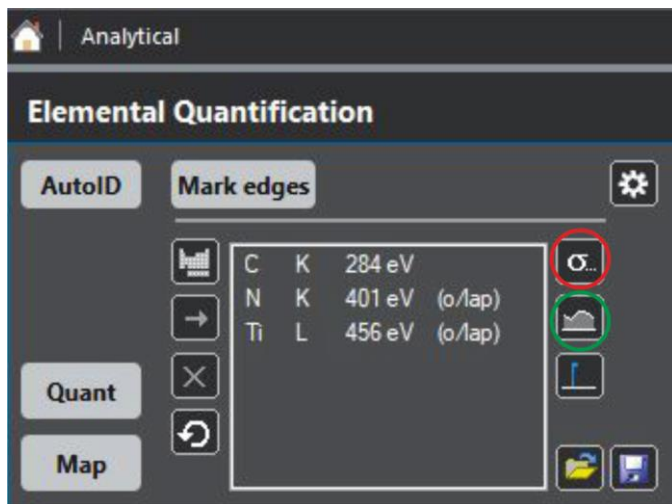 Analytical
Elemental Quantification
AutoID Mark edges
C K 284 eV
σ...
N K 401 eV (o/lap)
Ti L 456 eV (o/lap)
Quant
Map